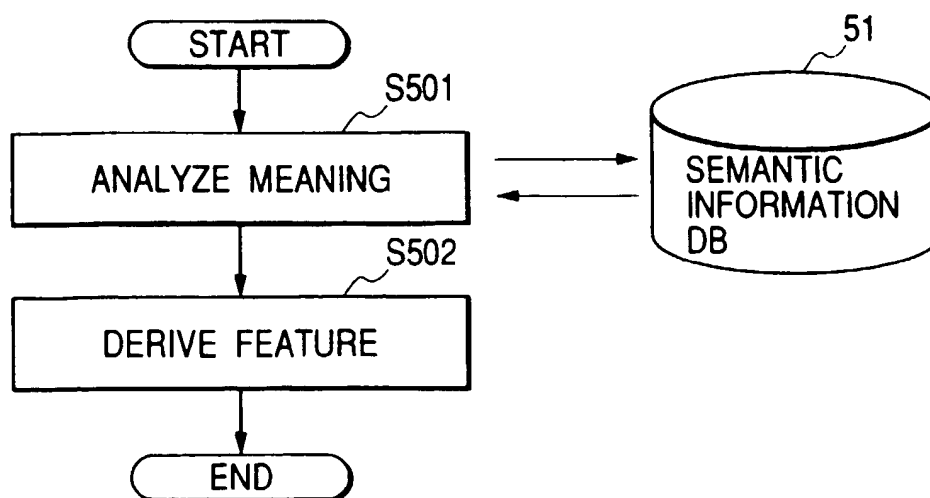 START
51
S501
ANALYZE MEANING
SEMANTIC
INFORMATION
DB
S502
DERIVE FEATURE
END